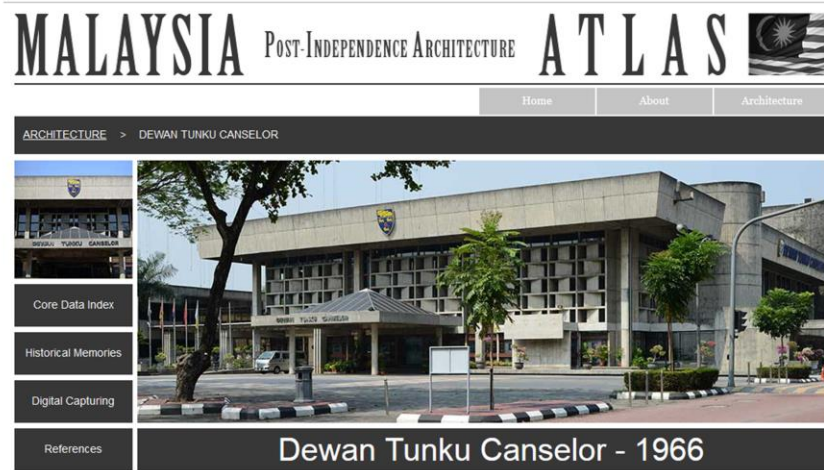 MALAYSIA POST-INDEPENDENCE ARCHITECTURE ATLAS
Home About Architecture
ARCHITECTURE > DEWAN TUNKU CANSELOR
DEWAN TUNKU CANSELOR
DEWAN TUNKU CANSELOR
Core Data Index
Historical Memories
Digital Capturing
References
Dewan Tunku Canselor - 1966